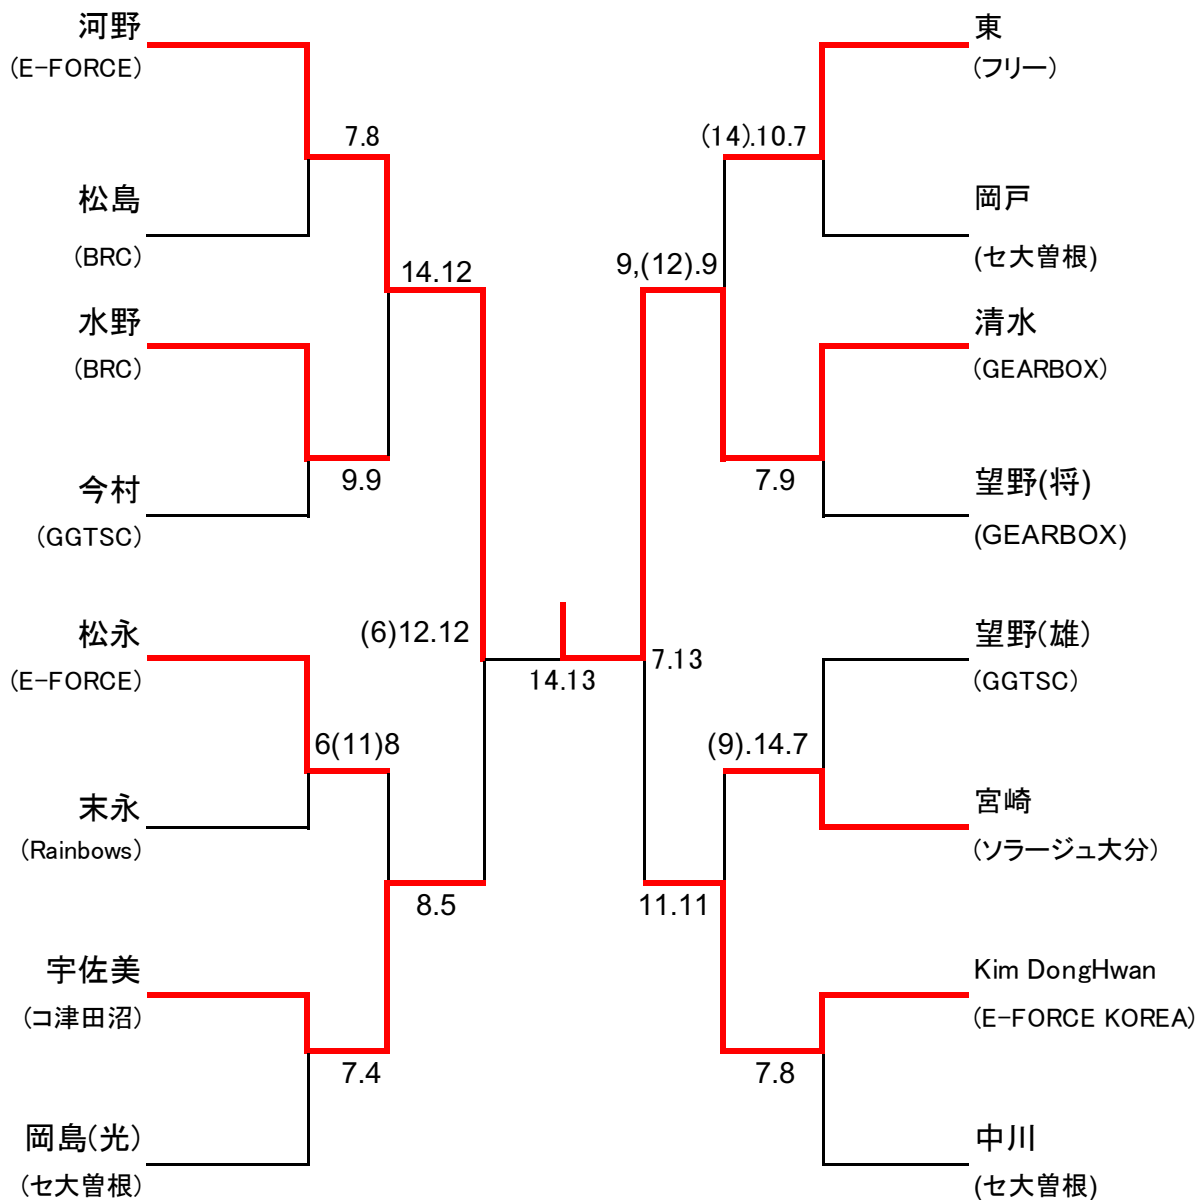 河野
(E-FORCE)
7.8
松島
(BRC)
14.12
水野
(BRC)
9.9
今村
(GGTSC)
(6)12.12
松永
(E-FORCE)
6(11)8
末永
(Rainbows)
8.5
宇佐美
(コ津田沼)
7.4
岡島(光)
(セ大曽根)
14.13
東
(フリー)
(14).10.7
岡戸
(セ大曽根)
9,(12).9
清水
(GEARBOX)
7.9
望野(将)
(GEARBOX)
7.13
望野(雄)
(GGTSC)
(9).14.7
宮崎
(ソラージュ大分)
11.11
Kim DongHwan
(E-FORCE KOREA)
7.8
中川
(セ大曽根)